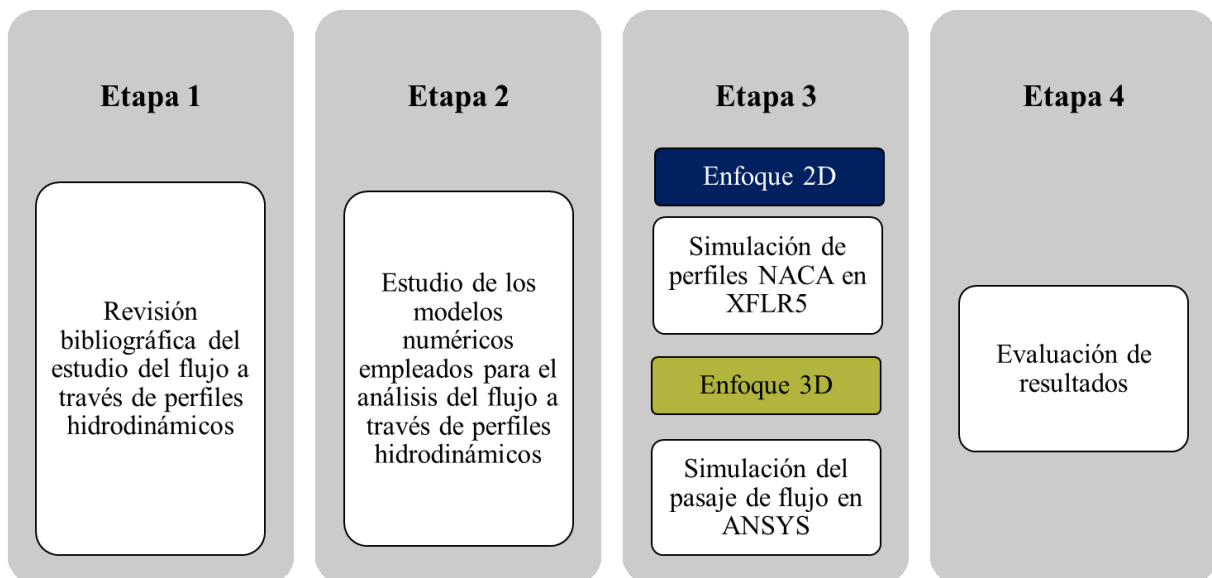 Etapa 1
Revisión
bibliográfica del
estudio del flujo a
través de perfiles
hidrodinámicos
Etapa 2
Estudio de los
modelos
numéricos
empleados para el
análisis del flujo a
través de perfiles
hidrodinámicos
Etapa 3
Enfoque 2D
Simulación de
perfiles NACA en
XFLR5
Enfoque 3D
Simulación del
pasaje de flujo en
ANSYS
Etapa 4
Evaluación de
resultados